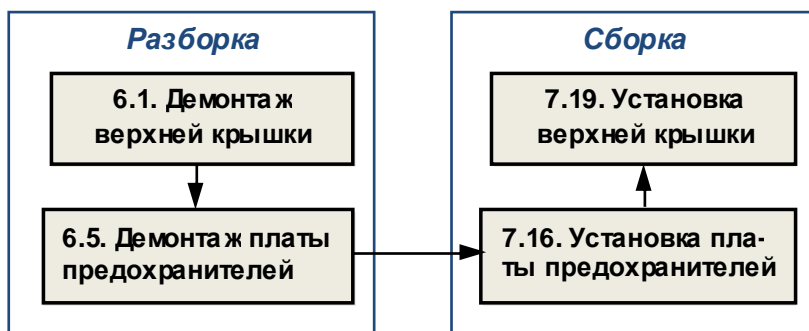 Разборка
6.1. Демонтаж
верхней крышки
6.5. Демонтаж платы
предохранителей
Сборка
7.19. Установка
верхней крышки
7.16. Установка пла-
ты предохранителей